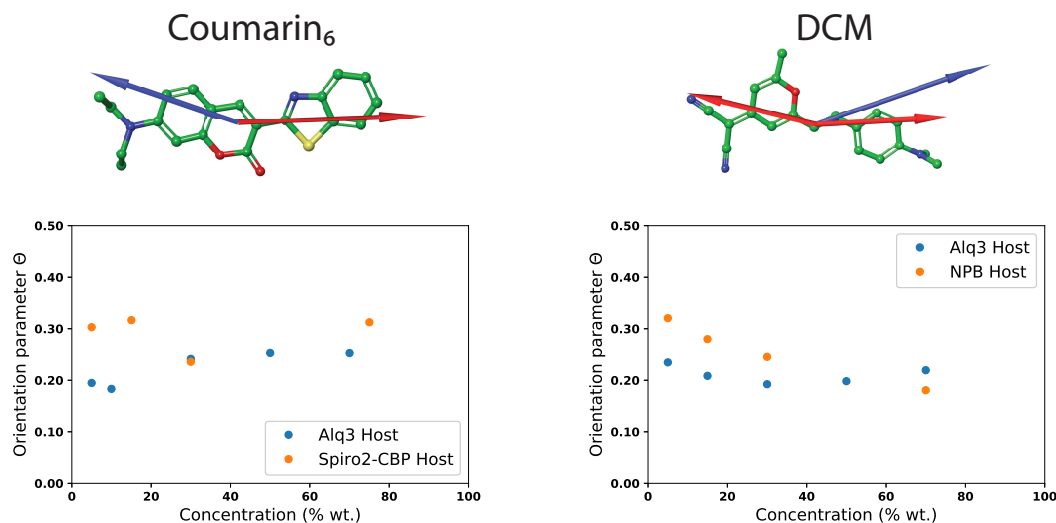 Coumarin₆
DCM
0.50
0.40
0.30
0.20
0.10
0.00
Orientation parameter Θ
0
20
40
60
80
100
Concentration (% wt.)
Alq3 Host
Spiro2-CBP Host
0.50
0.40
0.30
0.20
0.10
0.00
Orientation parameter Θ
0
20
40
60
80
100
Concentration (% wt.)
Alq3 Host
NPB Host